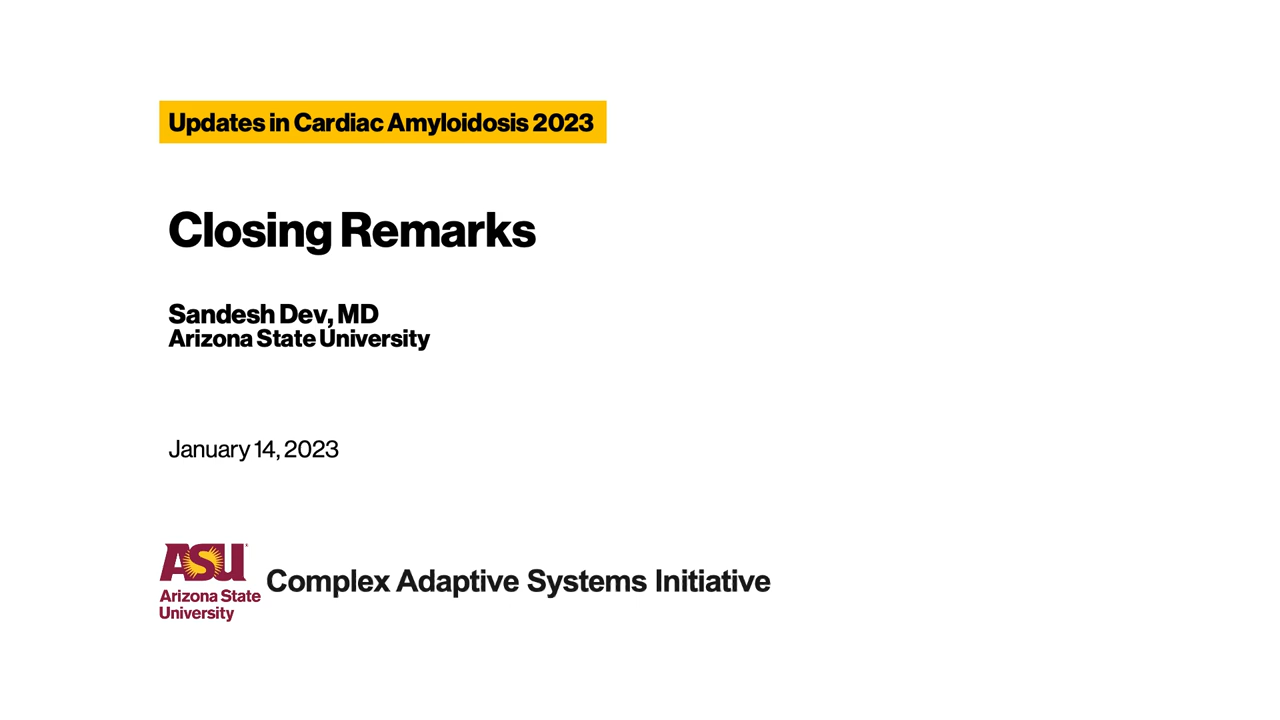 Updates in Cardiac Amyloidosis 2023
Closing Remarks
Sandesh Dev, MD
Arizona State University
January 14, 2023
ASU
Arizona State
University
Complex Adaptive Systems Initiative